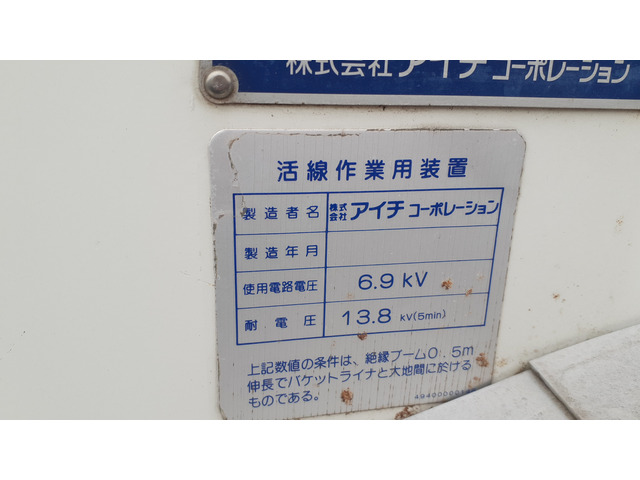 株式会社アイチコーポレーション
活線作業用装置
製造者名 株式会社アイチコーポレーション
製造年月
使用電路電圧 6.9 kV
耐電圧 13.8 kV(5min)
上記数値の条件は、絶縁ブーム0.5m
伸長でバケットライナと大地間に於ける
ものである。